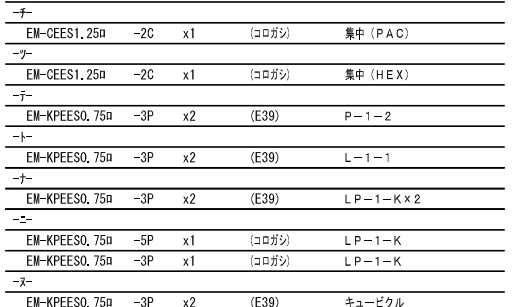 -ﾁ-
EM-CEES1.25□ -2C x1 (コロガシ) 集中（ＰＡＣ）
-ﾂ-
EM-CEES1.25□ -2C x1 (コロガシ) 集中（ＨＥＸ）
-ﾃ-
EM-KPEES0.75□ -3P x2 (E39) Ｐ－１－２
-ﾄ-
EM-KPEES0.75□ -3P x2 (E39) Ｌ－１－１
-ﾅ-
EM-KPEES0.75□ -3P x2 (E39) ＬＰ－１－Ｋ×２
-ﾆ-
EM-KPEES0.75□ -5P x1 (コロガシ) ＬＰ－１－Ｋ
EM-KPEES0.75□ -3P x1 (コロガシ) ＬＰ－１－Ｋ
-ﾇ-
EM-KPEES0.75□ -3P x2 (E39) キュービクル